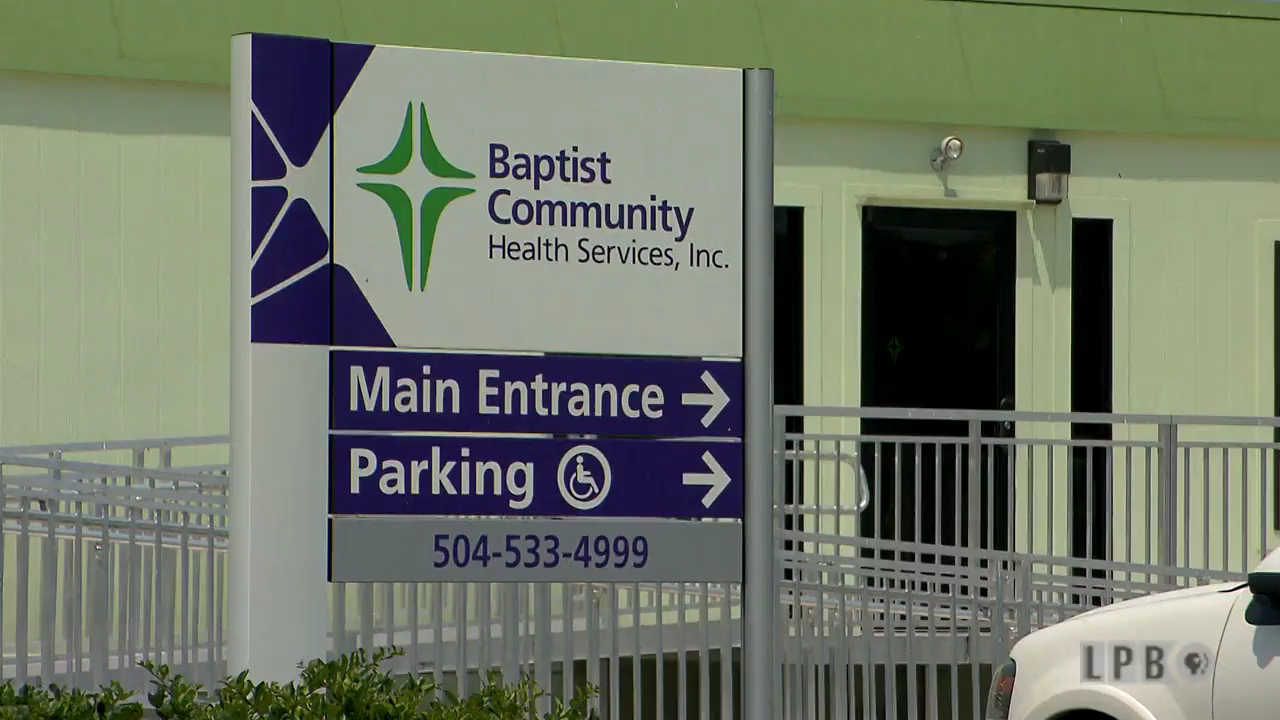 Baptist
Community
Health Services, Inc.
Main Entrance
Parking
504-533-4999
LPB